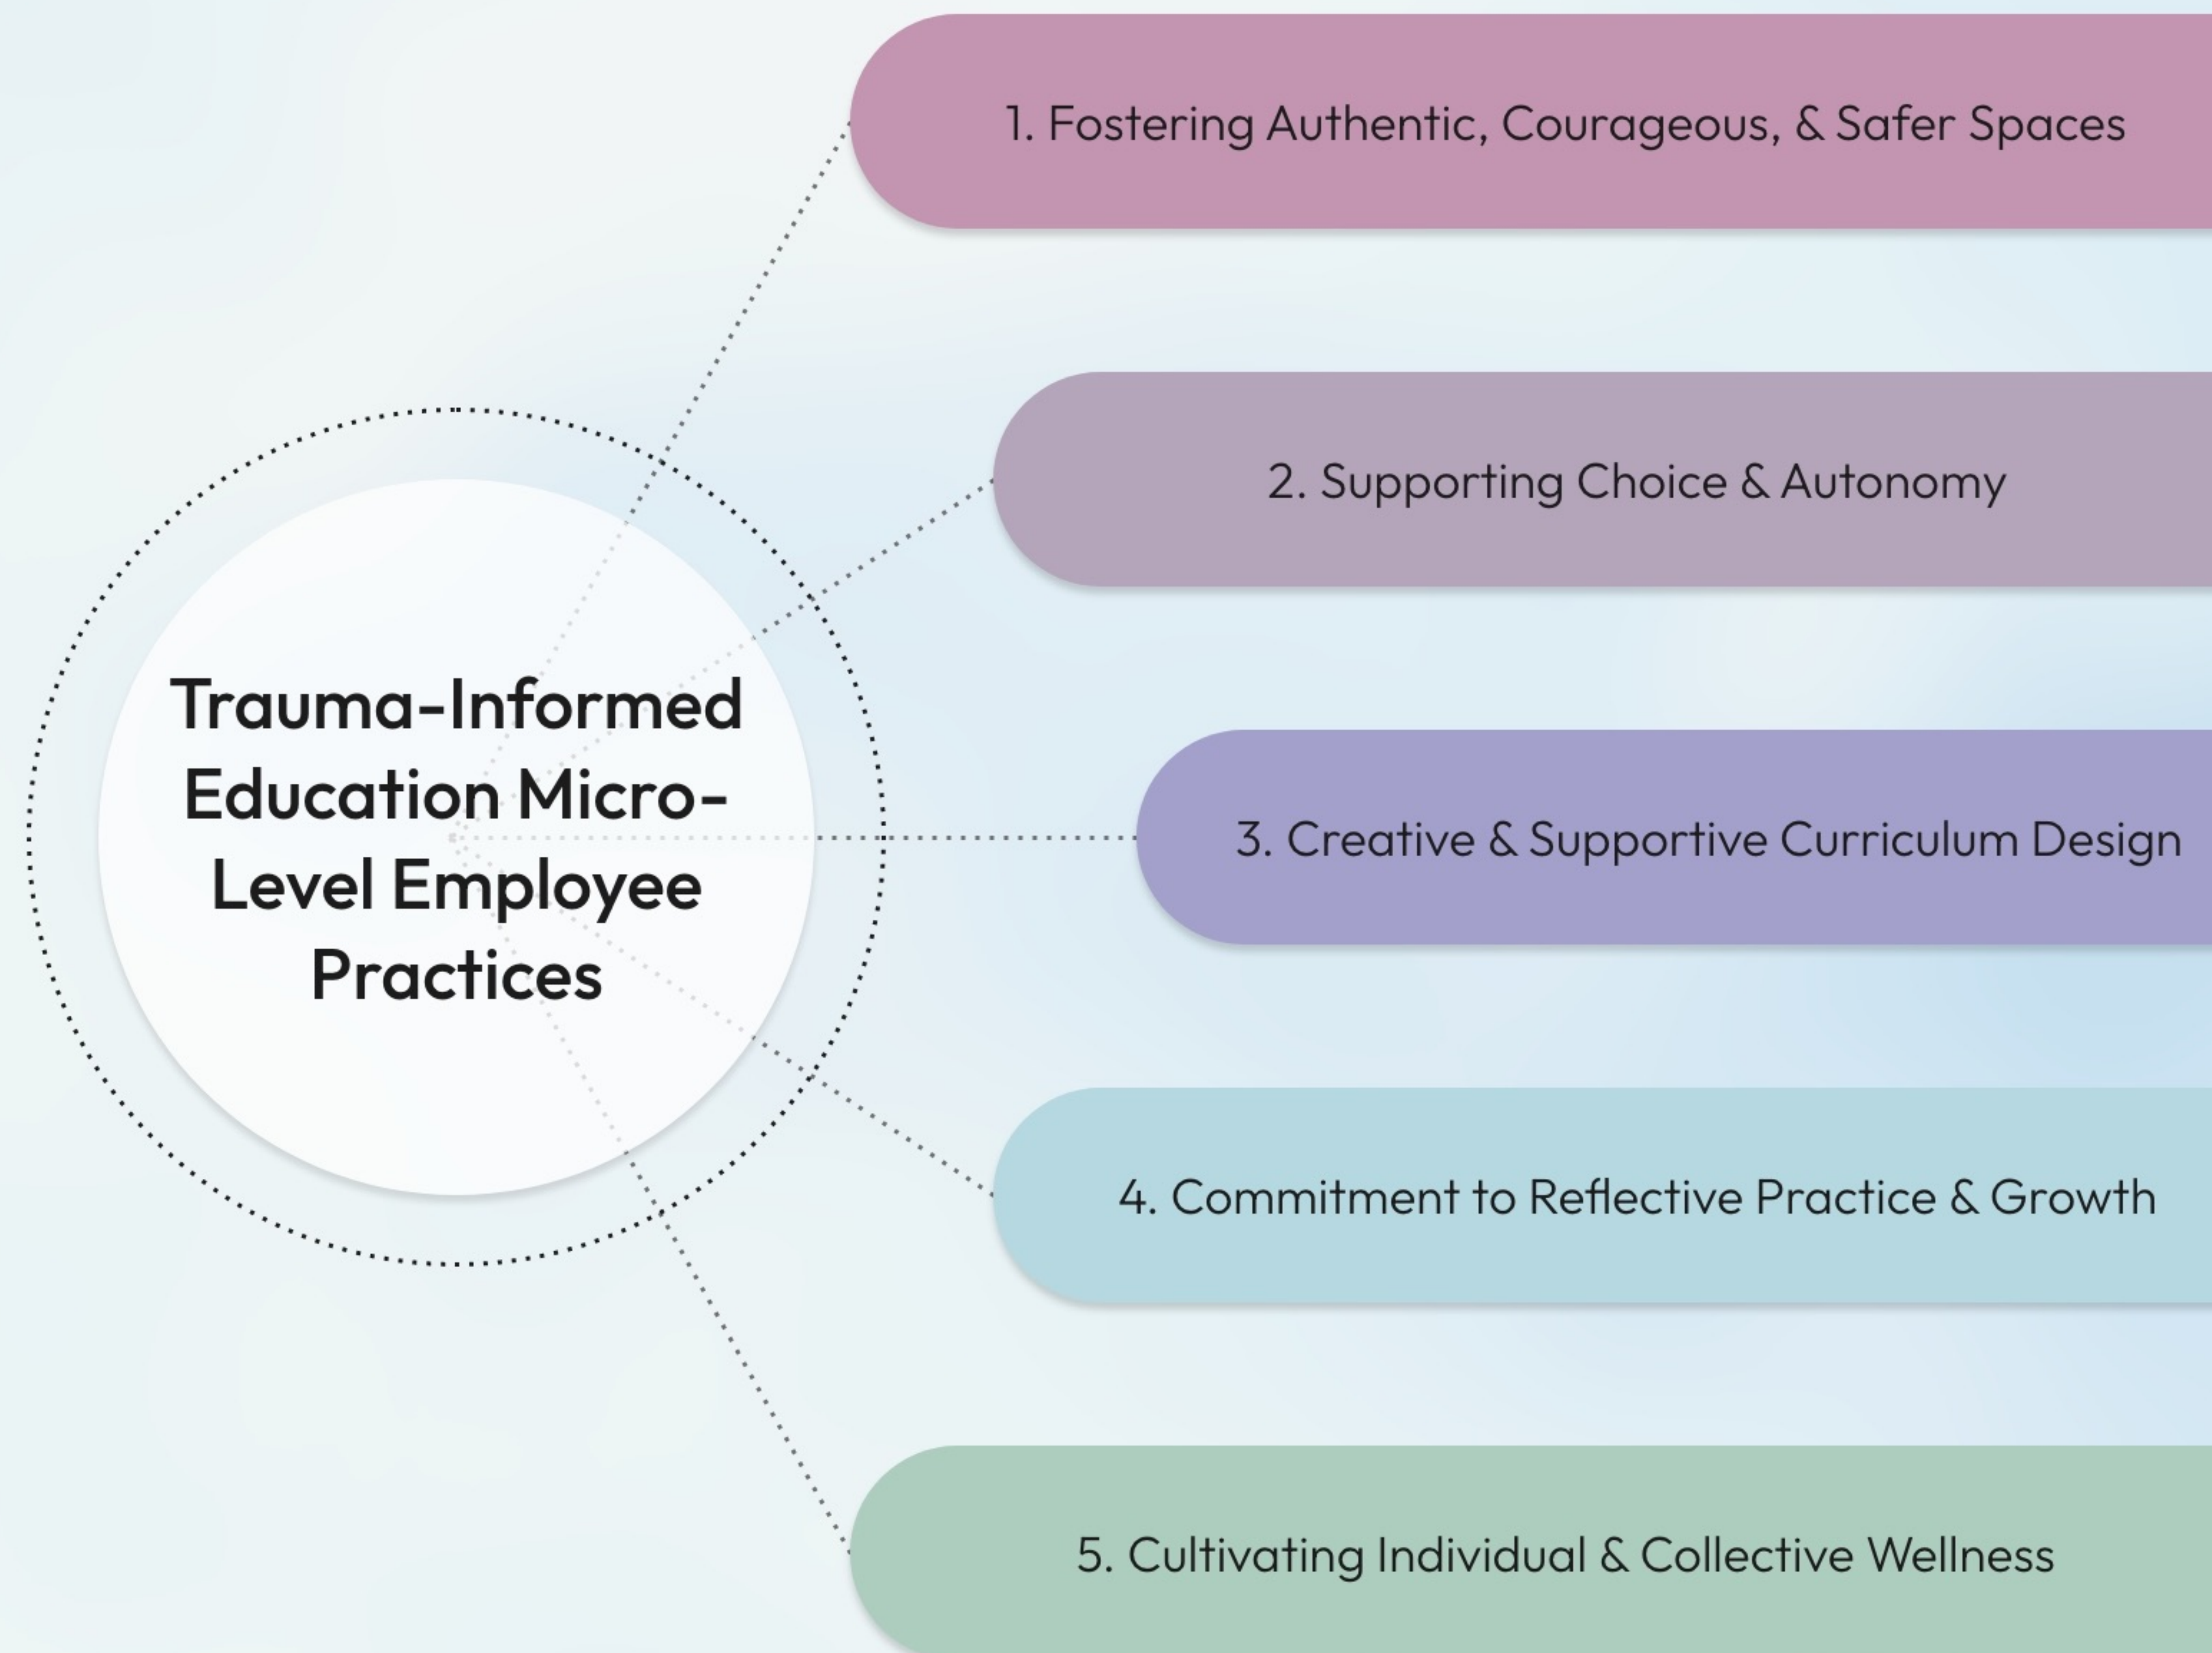 Trauma-Informed
Education Micro-
Level Employee
Practices
1. Fostering Authentic, Courageous, & Safer Spaces
2. Supporting Choice & Autonomy
3. Creative & Supportive Curriculum Design
4. Commitment to Reflective Practice & Growth
5. Cultivating Individual & Collective Wellness